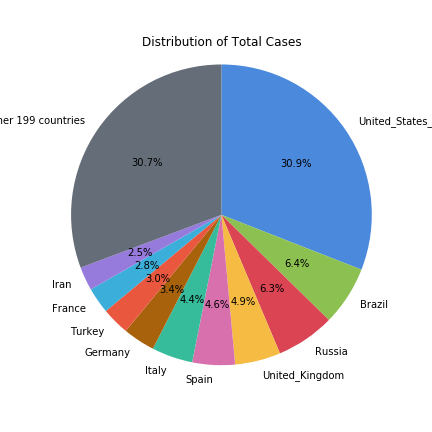 Distribution of Total Cases
her 199 countries
United_States_
30.7%
30.9%
2.5%
2.8%
3.0%
3.4%
4.4%
4.6%
4.9%
6.3%
6.4%
Iran
France
Turkey
Germany
Italy
Spain
United_Kingdom
Russia
Brazil